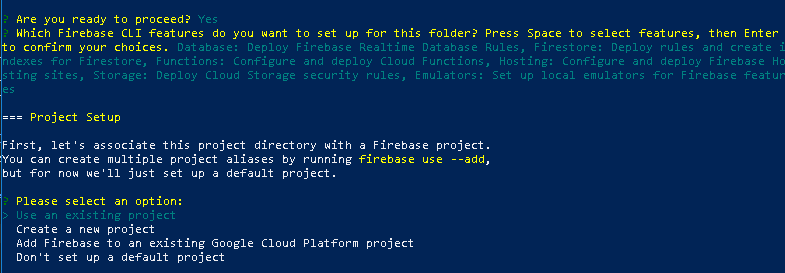 ? Are you ready to proceed? Yes
? Which Firebase CLI features do you want to set up for this folder? Press Space to select features, then Enter
to confirm your choices. Database: Deploy Firebase Realtime Database Rules, Firestore: Deploy rules and create i
ndexes for Firestore, Functions: Configure and deploy Cloud Functions, Hosting: Configure and deploy Firebase Ho
sting sites, Storage: Deploy Cloud Storage security rules, Emulators: Set up local emulators for Firebase featur
es
=== Project Setup
First, let's associate this project directory with a Firebase project.
You can create multiple project aliases by running firebase use --add,
but for now we'll just set up a default project.
? Please select an option:
> Use an existing project
Create a new project
Add Firebase to an existing Google Cloud Platform project
Don't set up a default project